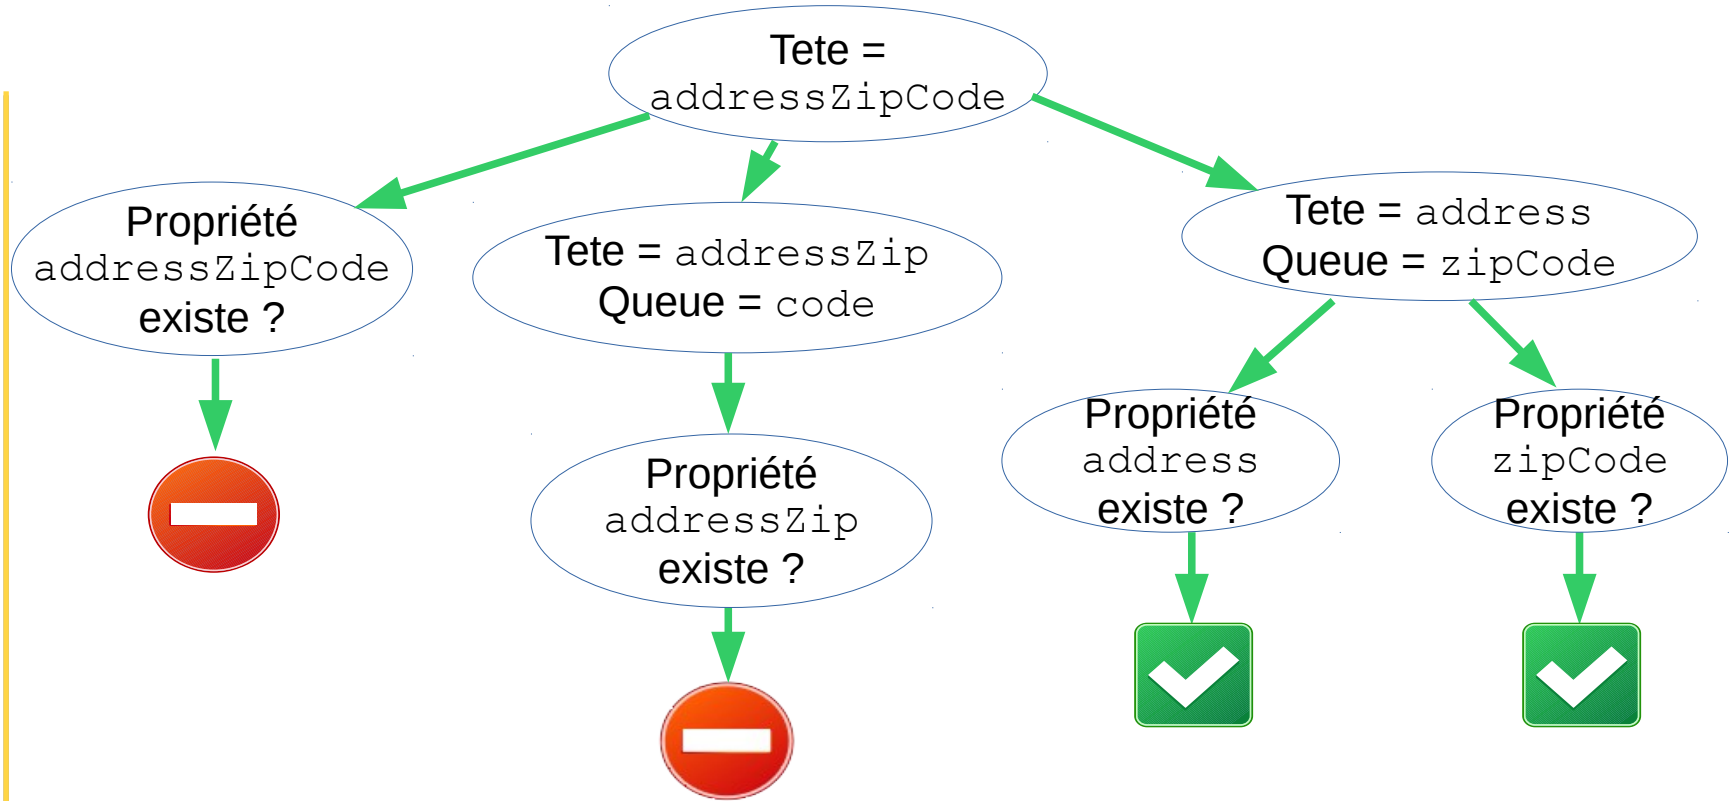 Tete =
addressZipCode
Propriété
addressZipCode
existe ?
Tete = addressZip
Queue = code
Tete = address
Queue = zipCode
Propriété
addressZip
existe ?
Propriété
address
existe ?
Propriété
zipCode
existe ?